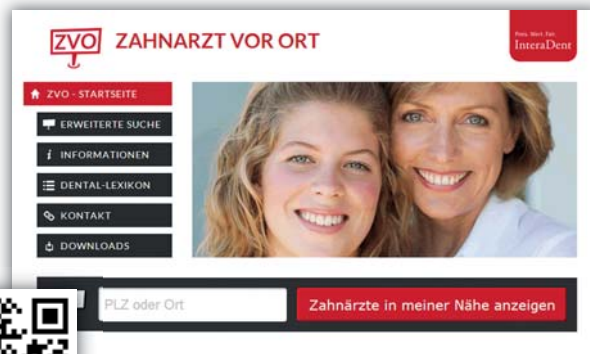 ZVO ZAHNARZT VOR ORT
Preis. Wert. Fair.
InteraDent
ZVO - STARTSEITE
ERWEITERTE SUCHE
INFORMATIONEN
DENTAL-LEXIKON
KONTAKT
DOWNLOADS
PLZ oder Ort
Zahnärzte in meiner Nähe anzeigen